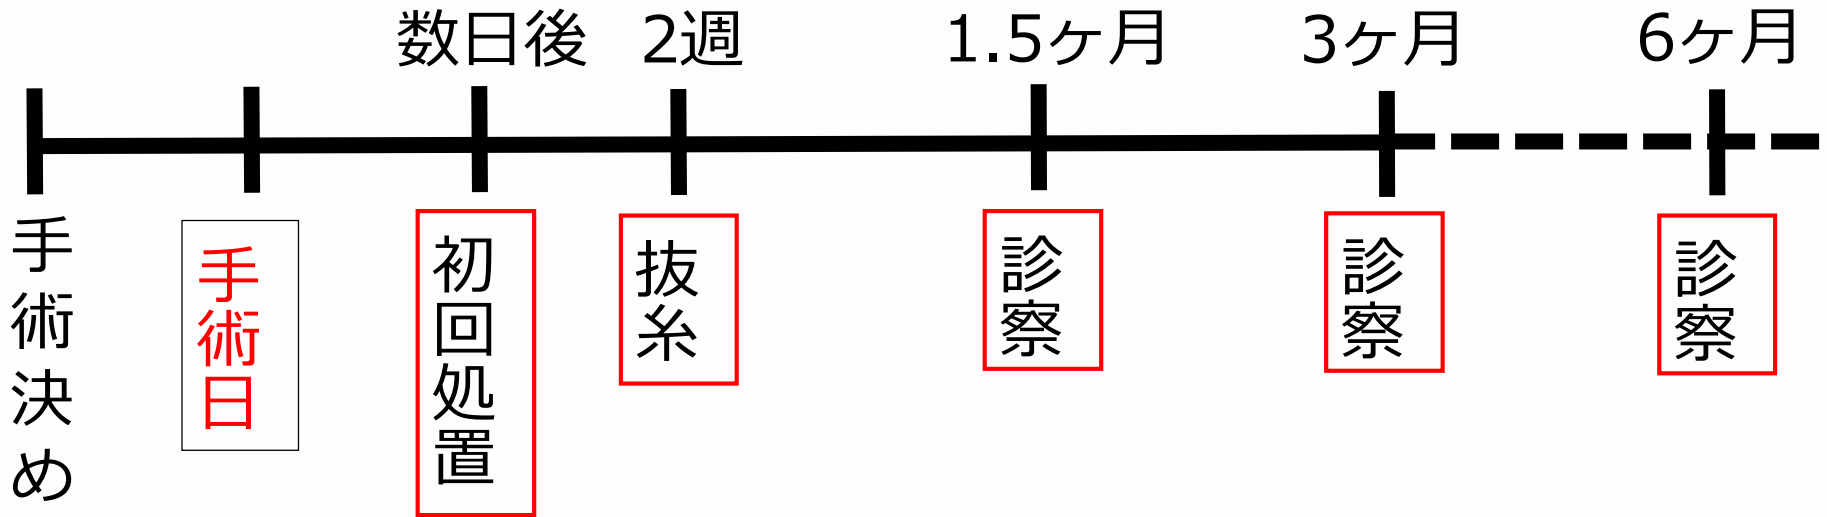 数日後
2週
1.5ヶ月
3ヶ月
6ヶ月
手術決め
手術日
初回処置
抜糸
診察
診察
診察